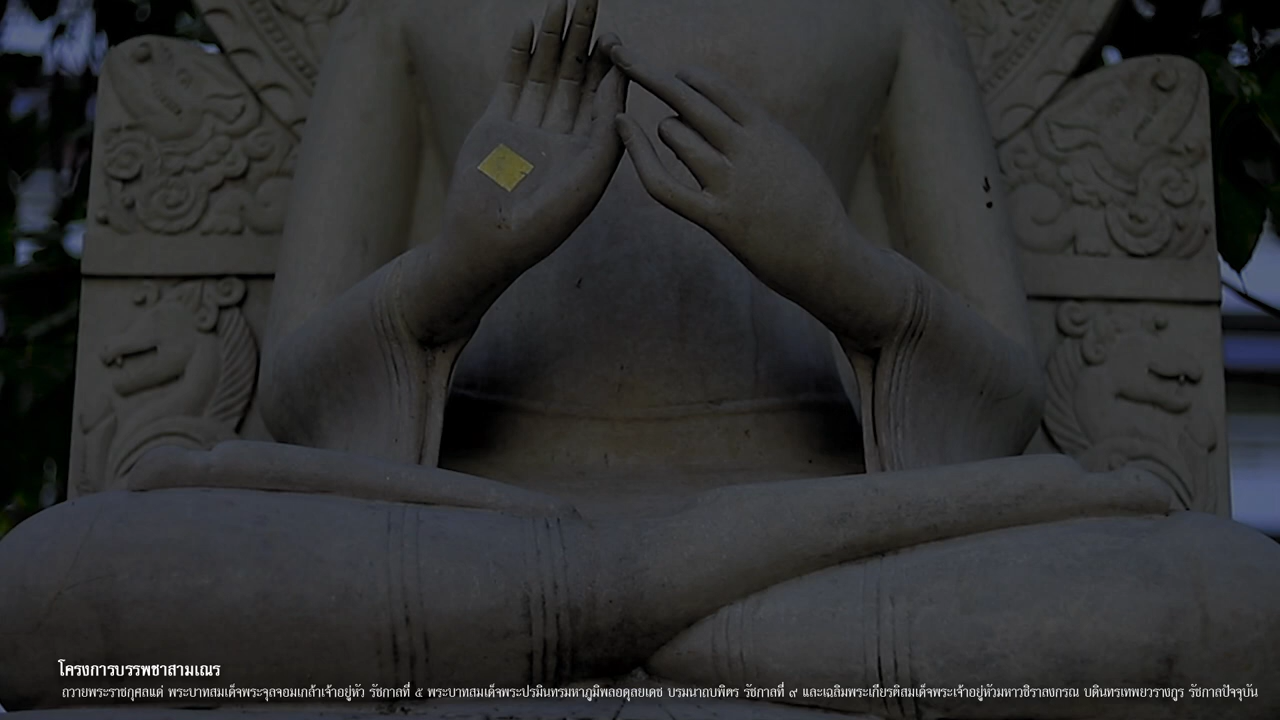 โครงการบรรพชาสามเณร
ถวายพระราชกุศลแด่ พระบาทสมเด็จพระจุลจอมเกล้าเจ้าอยู่หัว รัชกาลที่ ๕ พระบาทสมเด็จพระปรมินทรมหาภูมิพลอดุลยเดช บรมนาถบพิตร รัชกาลที่ ๙ และเฉลิมพระเกียรติสมเด็จพระเจ้าอยู่หัวมหาวชิราลงกรณ บดินทรเทพยวรางกูร รัชกาลปัจจุบัน